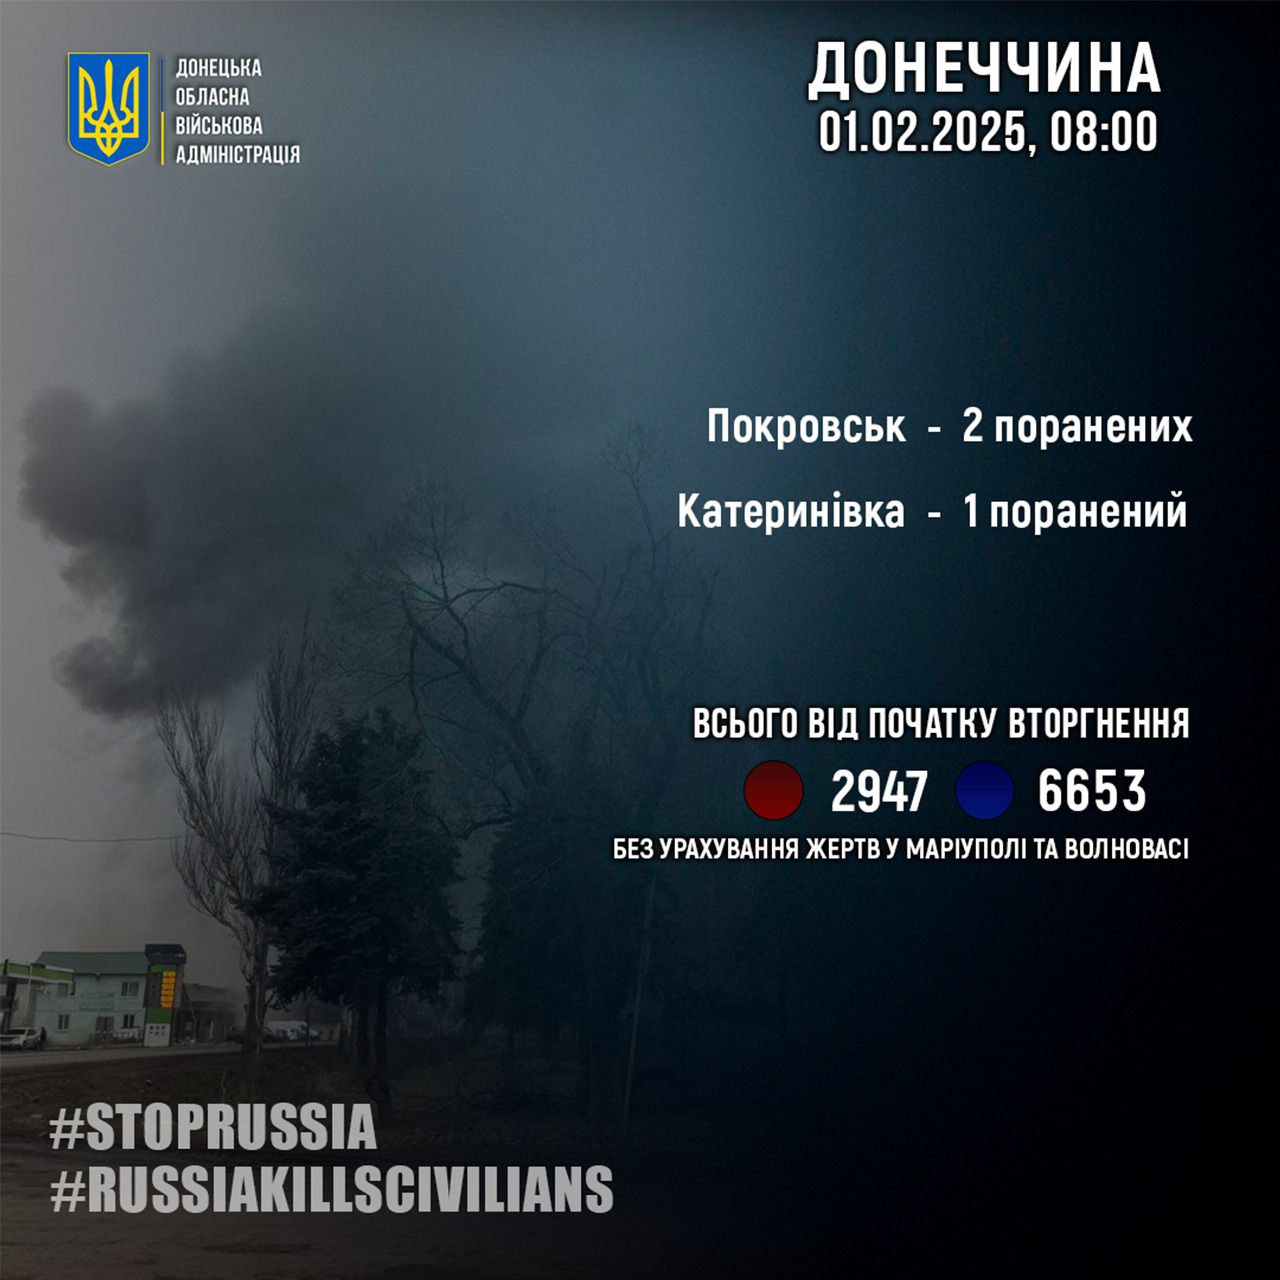 ДОНЕЦЬКА
ОБЛАСНА
ВІЙСЬКОВА
АДМІНІСТРАЦІЯ
ДОНЕЧЧИНА
01.02.2025, 08:00
Покровськ - 2 поранених
Катеринівка - 1 поранений
ВСЬОГО ВІД ПОЧАТКУ ВТОРГНЕННЯ
2947 6653
БЕЗ УРАХУВАННЯ ЖЕРТВ У МАРІУПОЛІ ТА ВОЛНОВАСІ
#STOPRUSSIA
#RUSSIAKILLSCIVILIANS